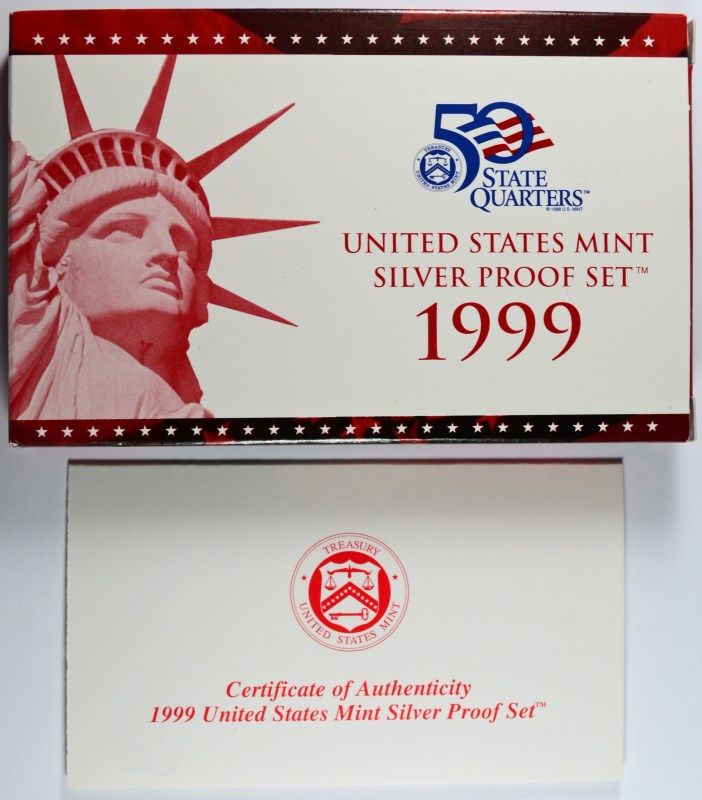 50
TREASURY
UNITED STATES MINT
STATE
QUARTERS™
© 1998 U.S. MINT
UNITED STATES MINT
SILVER PROOF SET™
1999
TREASURY
UNITED STATES MINT
Certificate of Authenticity
1999 United States Mint Silver Proof Set™